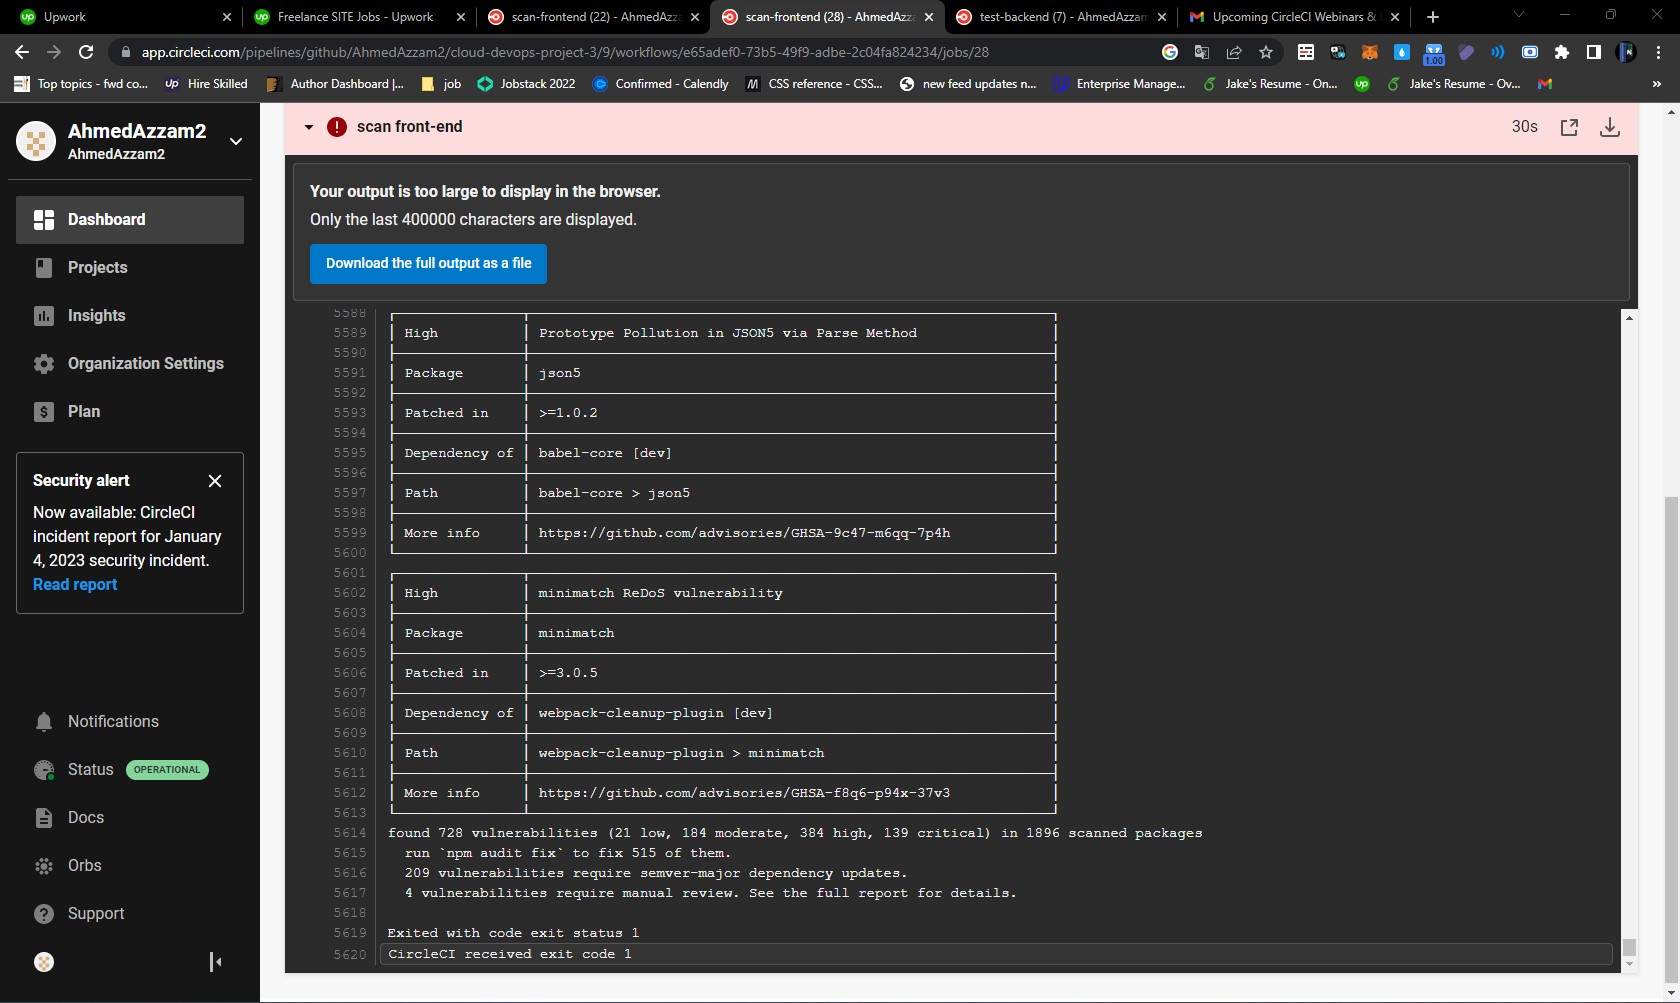 Upwork
Freelance SITE Jobs - Upwork
scan-frontend (22) - AhmedAzz
scan-frontend (28) - AhmedAzza
test-backend (7) - AhmedAzzam
Upcoming CircleCI Webinars &
app.circleci.com/pipelines/github/AhmedAzzam2/cloud-devops-project-3/9/workflows/e65adef0-73b5-49f9-adbe-2c04fa824234/jobs/28
1.00
Top topics - fwd co...
Hire Skilled
Author Dashboard |...
job
Jobstack 2022
Confirmed - Calendly
CSS reference - CSS...
new feed updates n...
Enterprise Manage...
Jake's Resume - On...
Jake's Resume - Ov...
AhmedAzzam2
AhmedAzzam2
Dashboard
Projects
Insights
Organization Settings
Plan
Security alert
Now available: CircleCI
incident report for January
4, 2023 security incident.
Read report
Notifications
Status OPERATIONAL
Docs
Orbs
Support
scan front-end
30s
Your output is too large to display in the browser.
Only the last 400000 characters are displayed.
Download the full output as a file
5588
5589 High Prototype Pollution in JSON5 via Parse Method
5590
5591 Package json5
5592
5593 Patched in >=1.0.2
5594
5595 Dependency of babel-core [dev]
5596
5597 Path babel-core > json5
5598
5599 More info https://github.com/advisories/GHSA-9c47-m6qq-7p4h
5600
5601
5602 High minimatch ReDoS vulnerability
5603
5604 Package minimatch
5605
5606 Patched in >=3.0.5
5607
5608 Dependency of webpack-cleanup-plugin [dev]
5609
5610 Path webpack-cleanup-plugin > minimatch
5611
5612 More info https://github.com/advisories/GHSA-f8q6-p94x-37v3
5613
5614 found 728 vulnerabilities (21 low, 184 moderate, 384 high, 139 critical) in 1896 scanned packages
5615 run `npm audit fix` to fix 515 of them.
5616 209 vulnerabilities require semver-major dependency updates.
5617 4 vulnerabilities require manual review. See the full report for details.
5618
5619 Exited with code exit status 1
5620 CircleCI received exit code 1